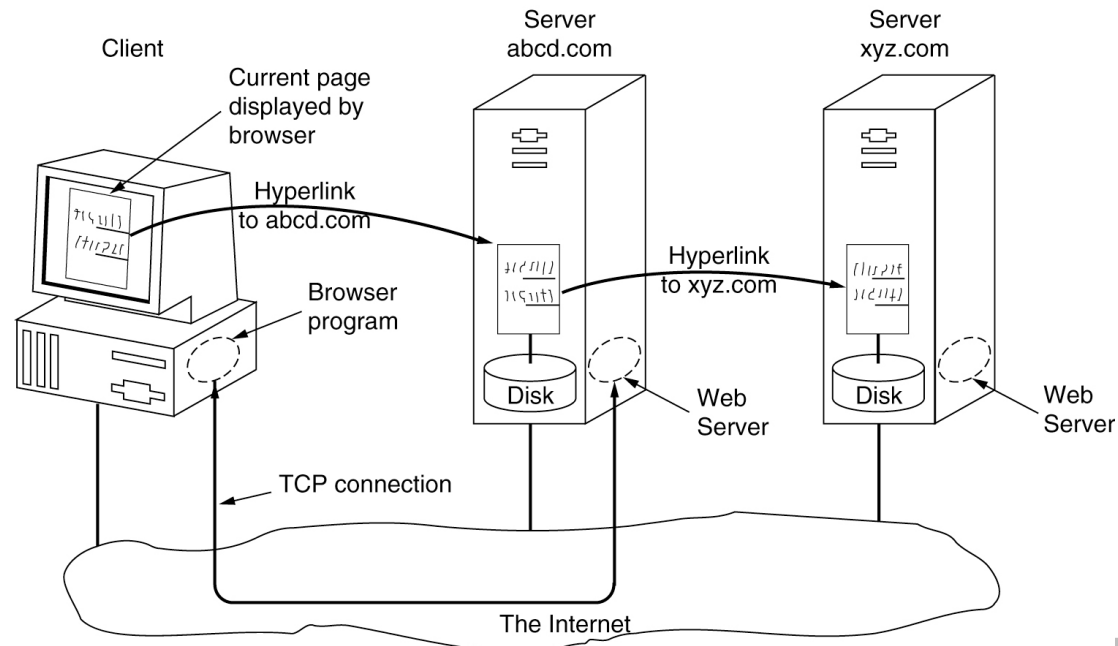 Client
Server
abcd.com
Server
xyz.com
Current page
displayed by
browser
Hyperlink
to abcd.com
Hyperlink
to xyz.com
Browser
program
Disk
Web
Server
Disk
Web
Server
TCP connection
The Internet